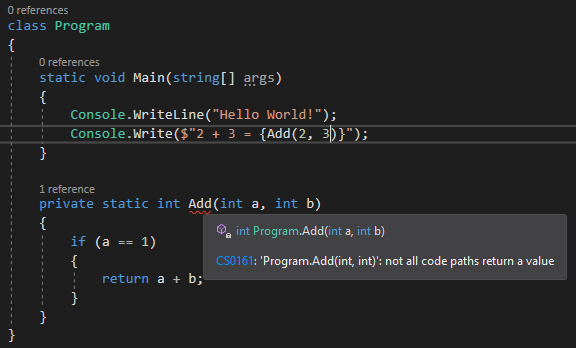 0 references
class Program
{
0 references
static void Main(string[] args)
{
Console.WriteLine("Hello World!");
Console.Write($"2 + 3 = {Add(2, 3)}");
}
1 reference
private static int Add(int a, int b)
{
int Program.Add(int a, int b)
if (a == 1)
{
CS0161: 'Program.Add(int, int)': not all code paths return a value
return a + b;
}
}
}